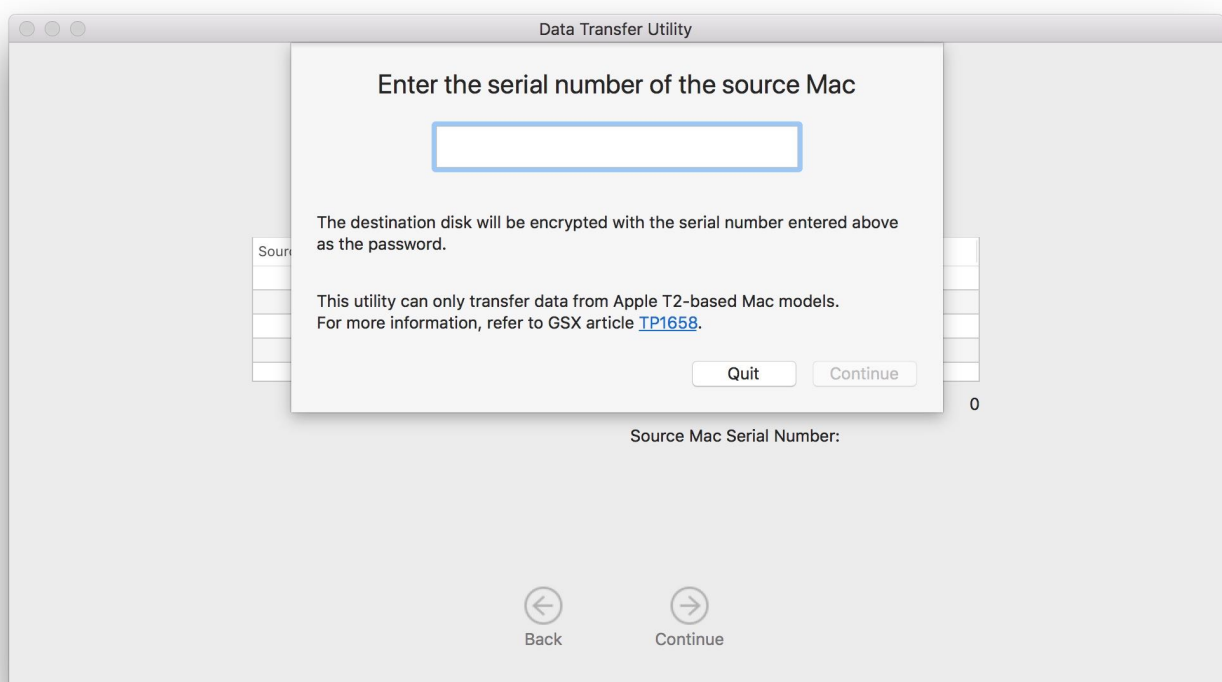 Data Transfer Utility
Enter the serial number of the source Mac
The destination disk will be encrypted with the serial number entered above
as the password.
Sour
This utility can only transfer data from Apple T2-based Mac models.
For more information, refer to GSX article TP1658.
Quit Continue
0
Source Mac Serial Number:
Back Continue